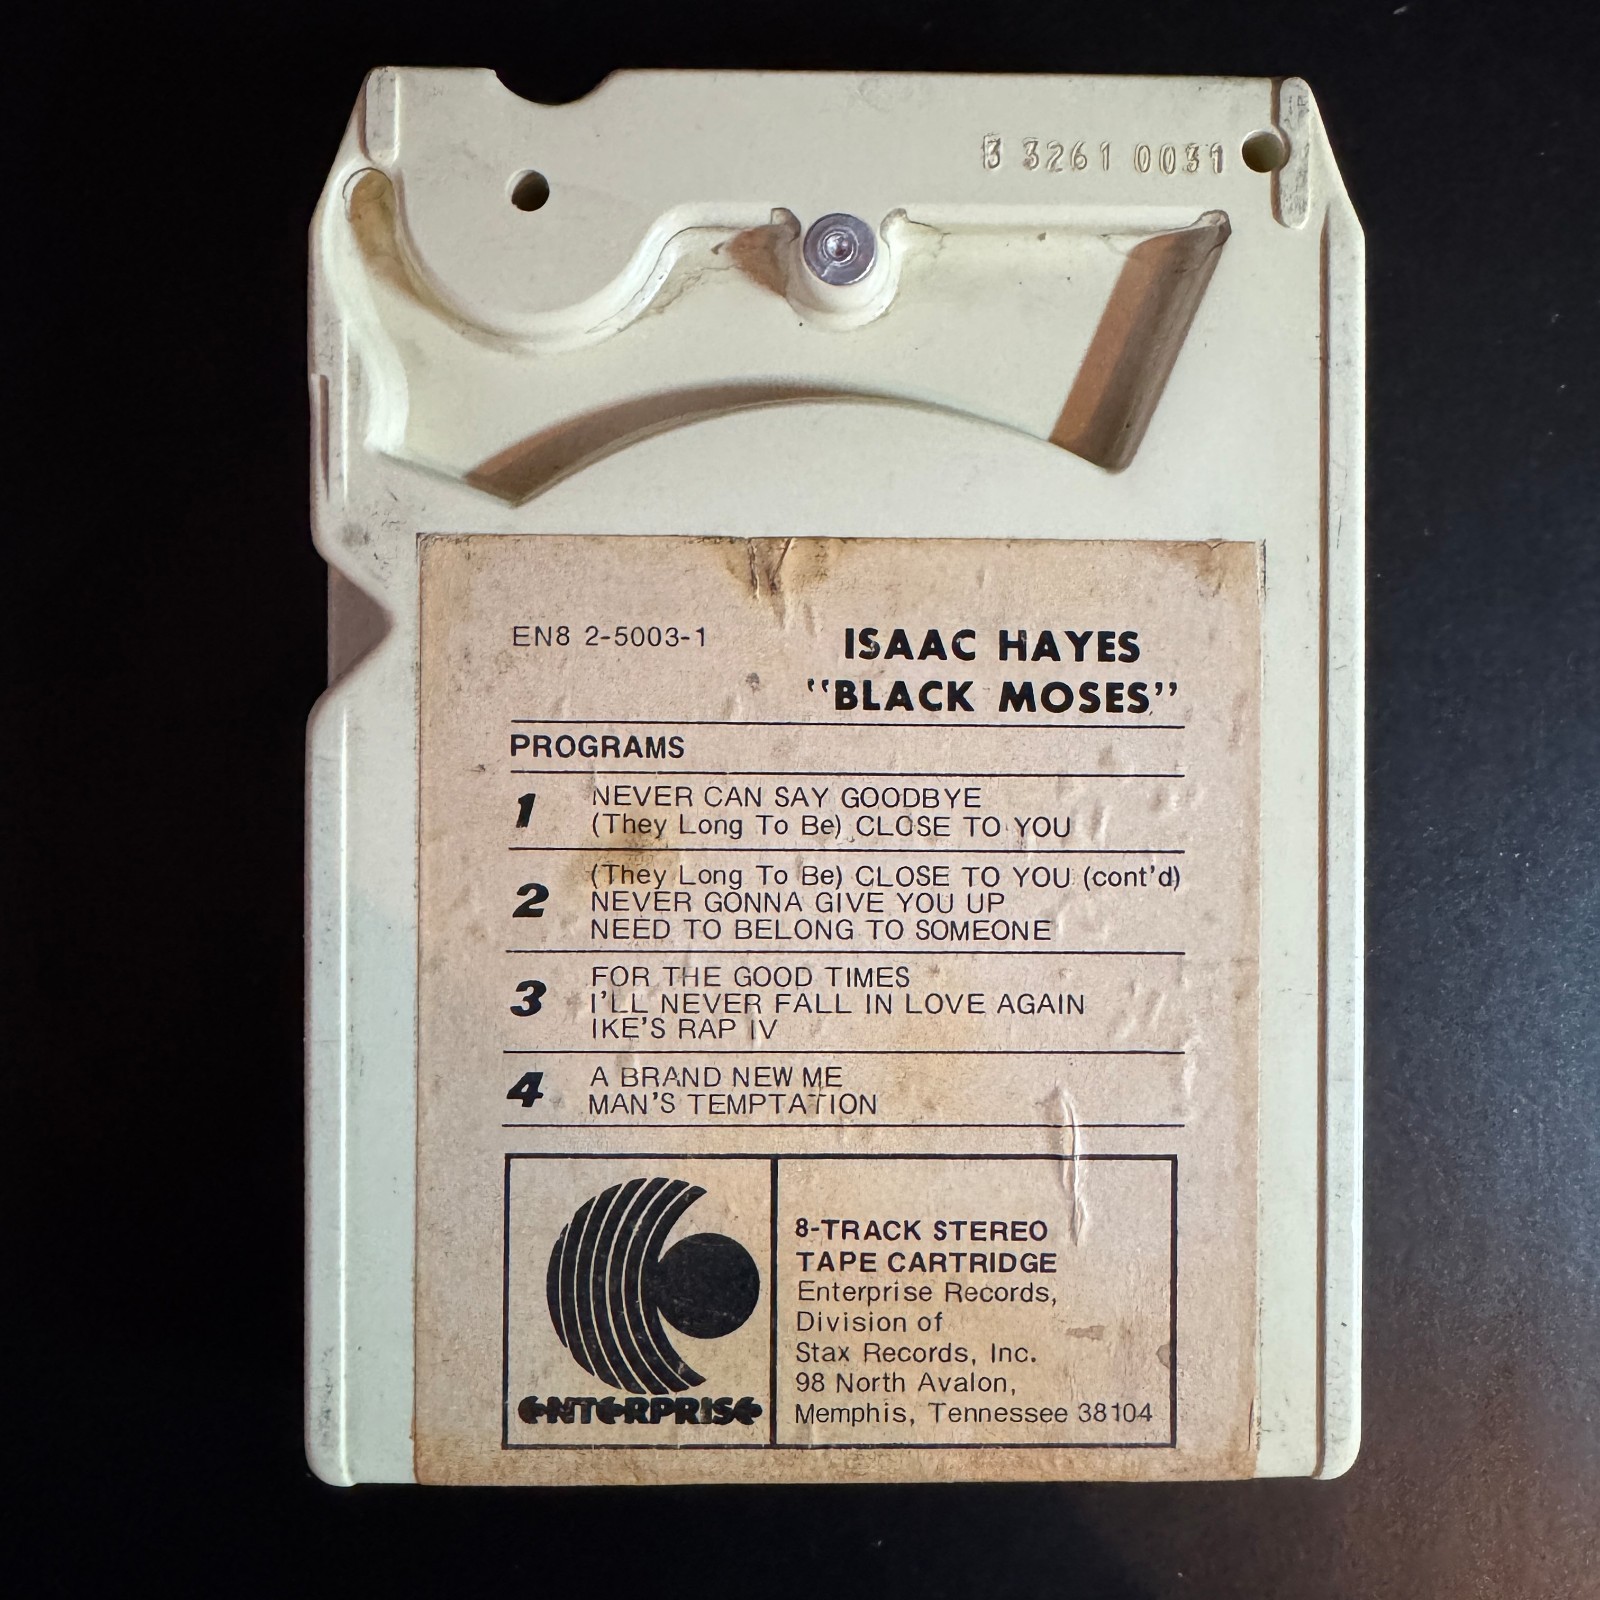 3 3261 0031
EN8 2-5003-1
ISAAC HAYES
"BLACK MOSES"
PROGRAMS
1
NEVER CAN SAY GOODBYE
(They Long To Be) CLOSE TO YOU
2
(They Long To Be) CLOSE TO YOU (cont'd)
NEVER GONNA GIVE YOU UP
NEED TO BELONG TO SOMEONE
3
FOR THE GOOD TIMES
I'LL NEVER FALL IN LOVE AGAIN
IKE'S RAP IV
4
A BRAND NEW ME
MAN'S TEMPTATION
ENTERPRISE
8-TRACK STEREO
TAPE CARTRIDGE
Enterprise Records,
Division of
Stax Records, Inc.
98 North Avalon,
Memphis, Tennessee 38104